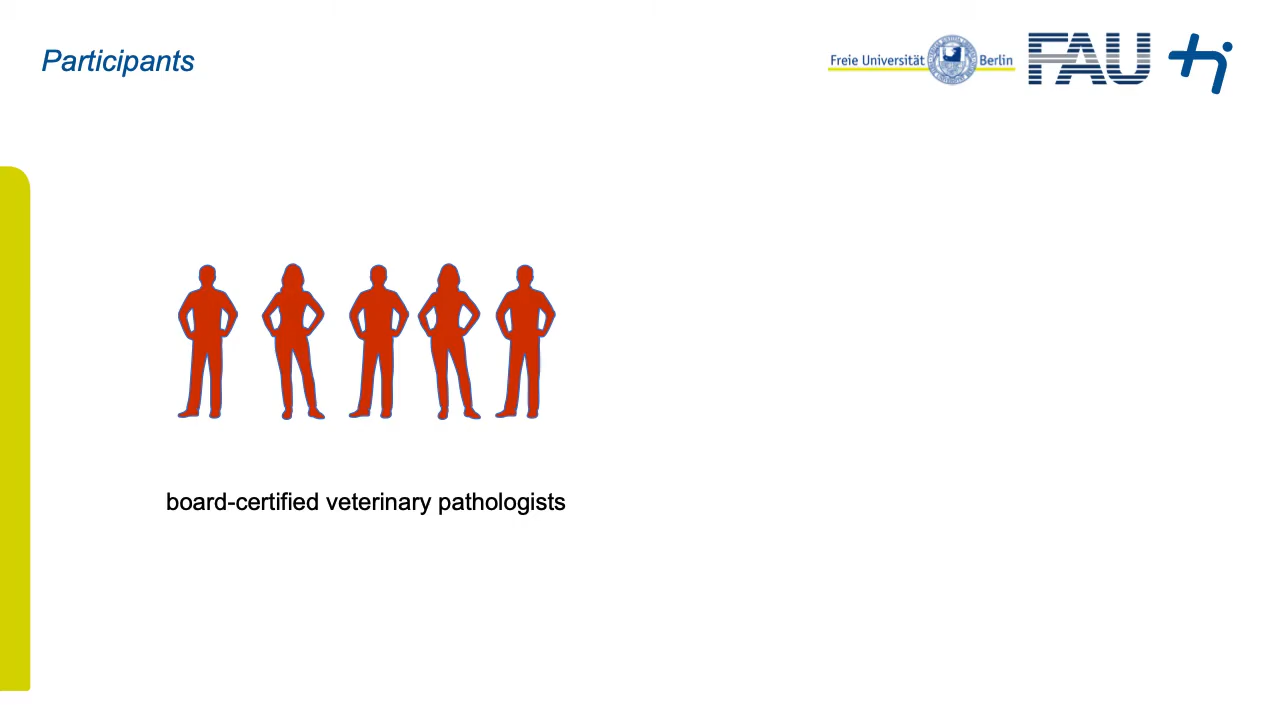 Participants
Freie Universität Berlin
FAU
board-certified veterinary pathologists